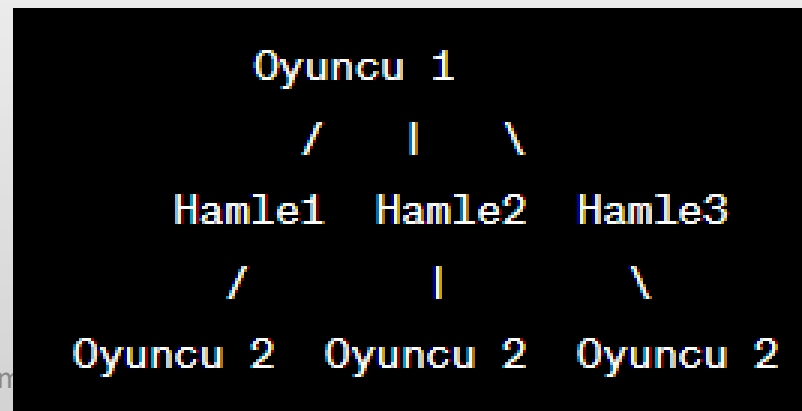 Oyuncu 1
/ | \
Hamle1 Hamle2 Hamle3
/ | \
Oyuncu 2 Oyuncu 2 Oyuncu 2